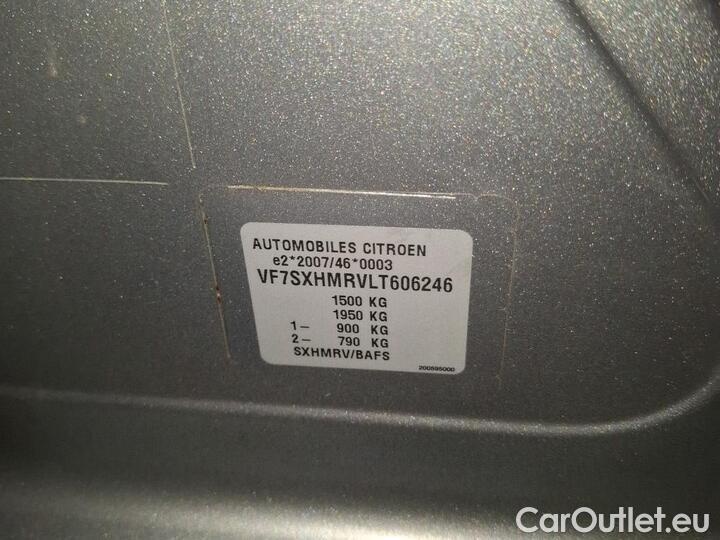 AUTOMOBILES CITROEN
e2*2007/46*0003
VF7SXHMRVLT606246
1500 KG
1950 KG
1- 900 KG
2- 790 KG
SXHMRV/BAFS
200895000
CarOutlet.eu